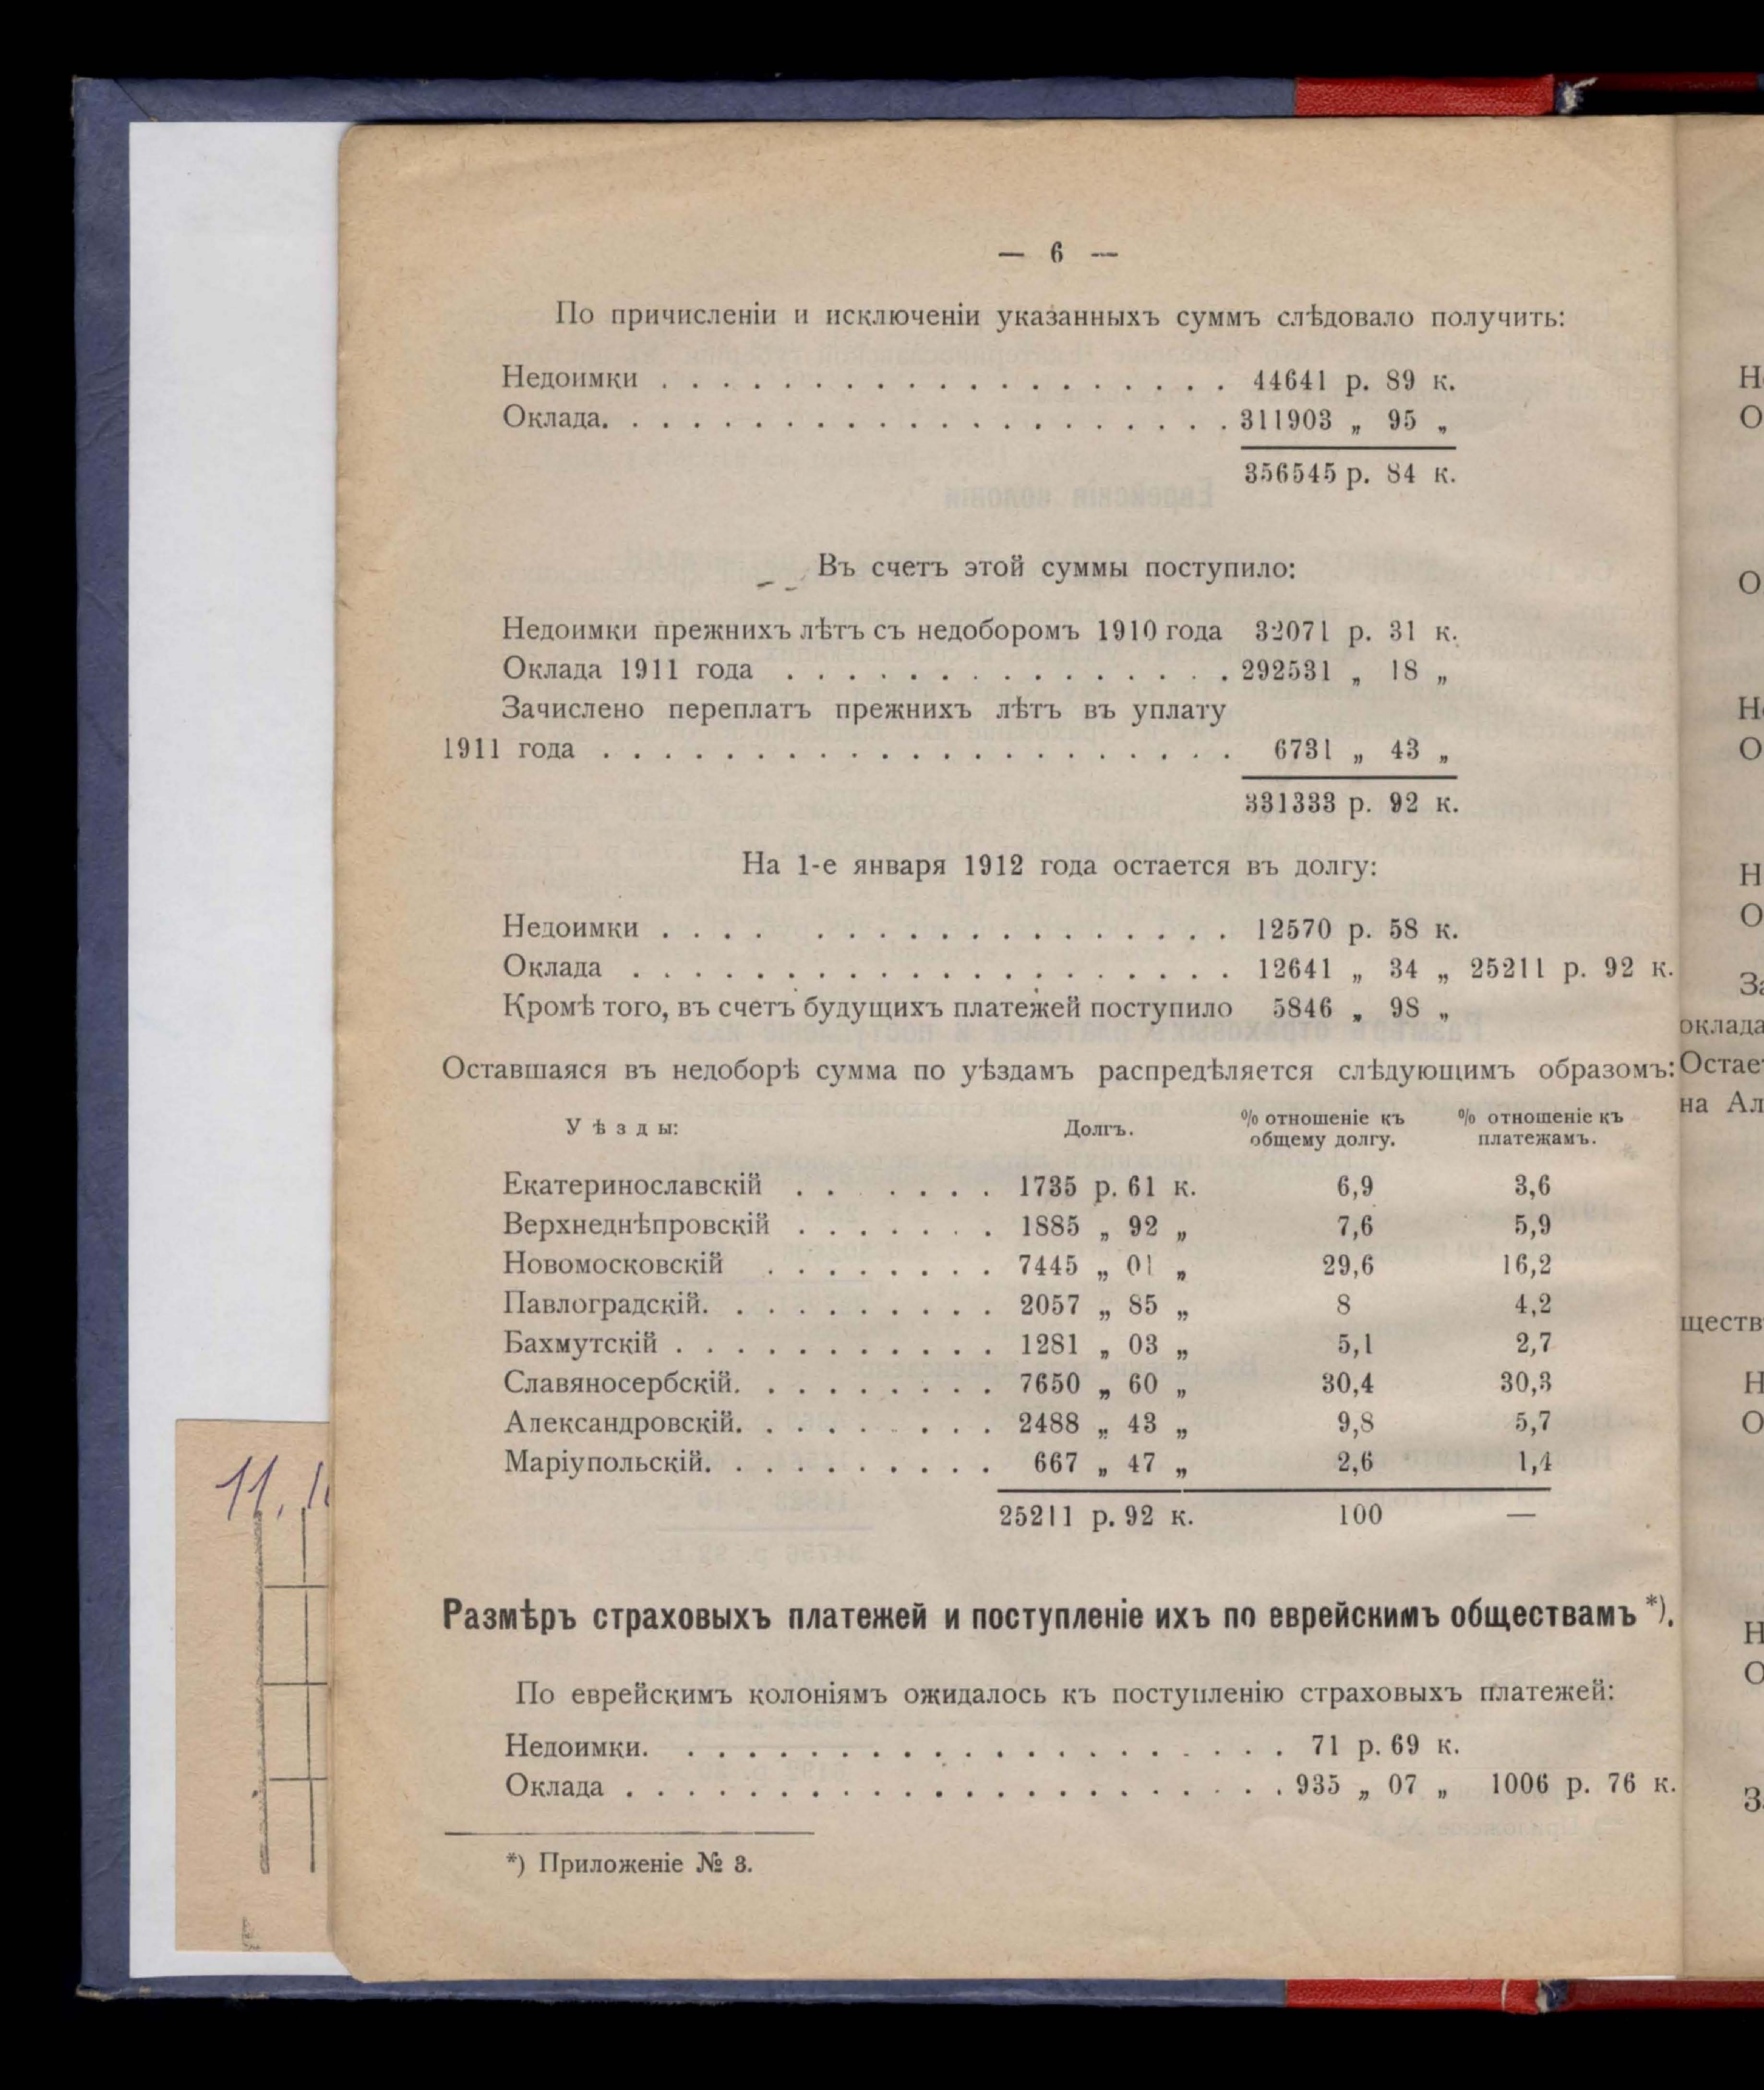 — 6 —
По причисленіи и исключеніи указанныхъ суммъ слѣдовало получить:
Недоимки . . . . . . . . . . . . . . . . . . . 44641 р. 89 к.
Оклада. . . . . . . . . . . . . . . . . . . . . 311903 „ 95 „
356545 р. 84 к.
Въ счетъ этой суммы поступило:
Недоимки прежнихъ лѣтъ съ недоборомъ 1910 года 32071 р. 31 к.
Оклада 1911 года . . . . . . . . . . . . . . . 292531 „ 18 „
Зачислено переплатъ прежнихъ лѣтъ въ уплату
1911 года . . . . . . . . . . . . . . . . . . . . . 6731 „ 43 „
331333 р. 92 к.
На 1-е января 1912 года остается въ долгу:
Недоимки . . . . . . . . . . . . . . . . . . 12570 р. 58 к.
Оклада . . . . . . . . . . . . . . . . . . . . 12641 „ 34 „ 25211 р. 92 к.
Кромѣ того, въ счетъ будущихъ платежей поступило 5846 „ 98 „
Оставшаяся въ недоборѣ сумма по уѣздамъ распредѣляется слѣдующимъ образомъ:
Уѣзды: Долгъ. % отношеніе къ общему долгу. % отношеніе къ платежамъ.
Екатеринославскій . . . . . . . 1735 р. 61 к. 6,9 3,6
Верхнеднѣпровскій . . . . . . . 1885 „ 92 „ 7,6 5,9
Новомосковскій . . . . . . . . 7445 „ 01 „ 29,6 16,2
Павлоградскій. . . . . . . . . . 2057 „ 85 „ 8 4,2
Бахмутскій . . . . . . . . . . . 1281 „ 03 „ 5,1 2,7
Славяносербскій. . . . . . . . . 7650 „ 60 „ 30,4 30,3
Александровскій. . . . . . . . . 2488 „ 43 „ 9,8 5,7
Маріупольскій. . . . . . . . . . 667 „ 47 „ 2,6 1,4
25211 р. 92 к. 100 —
Размѣръ страховыхъ платежей и поступленіе ихъ по еврейскимъ обществамъ *).
По еврейскимъ колоніямъ ожидалось къ поступленію страховыхъ платежей:
Недоимки. . . . . . . . . . . . . . . . . . . . . 71 р. 69 к.
Оклада . . . . . . . . . . . . . . . . . . . . . . 935 „ 07 „ 1006 р. 76 к.
*) Приложеніе № 3.